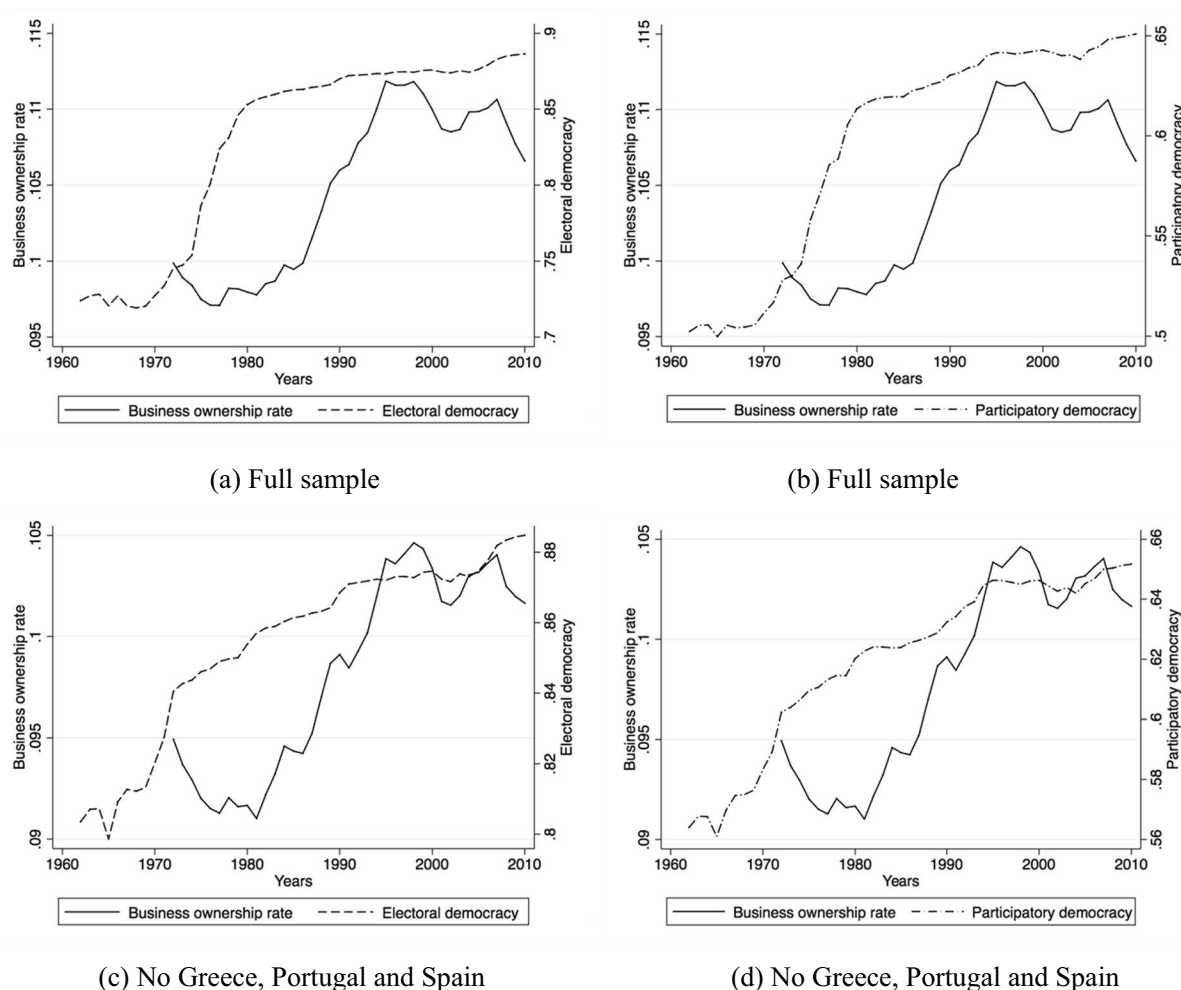 Business ownership rate
.095 .1 .105 .11 .115
.7 .75 .8 .85 .9
Electoral democracy
1960 1970 1980 1990 2000 2010
Years
Business ownership rate Electoral democracy
(a) Full sample
Business ownership rate
.095 .1 .105 .11 .115
.5 .55 .6 .65
Participatory democracy
1960 1970 1980 1990 2000 2010
Years
Business ownership rate Participatory democracy
(b) Full sample
Business ownership rate
.09 .095 .1 .105
.8 .82 .84 .86 .88
Electoral democracy
1960 1970 1980 1990 2000 2010
Years
Business ownership rate Electoral democracy
(c) No Greece, Portugal and Spain
Business ownership rate
.09 .095 .1 .105
.56 .58 .6 .62 .64 .66
Participatory democracy
1960 1970 1980 1990 2000 2010
Years
Business ownership rate Participatory democracy
(d) No Greece, Portugal and Spain